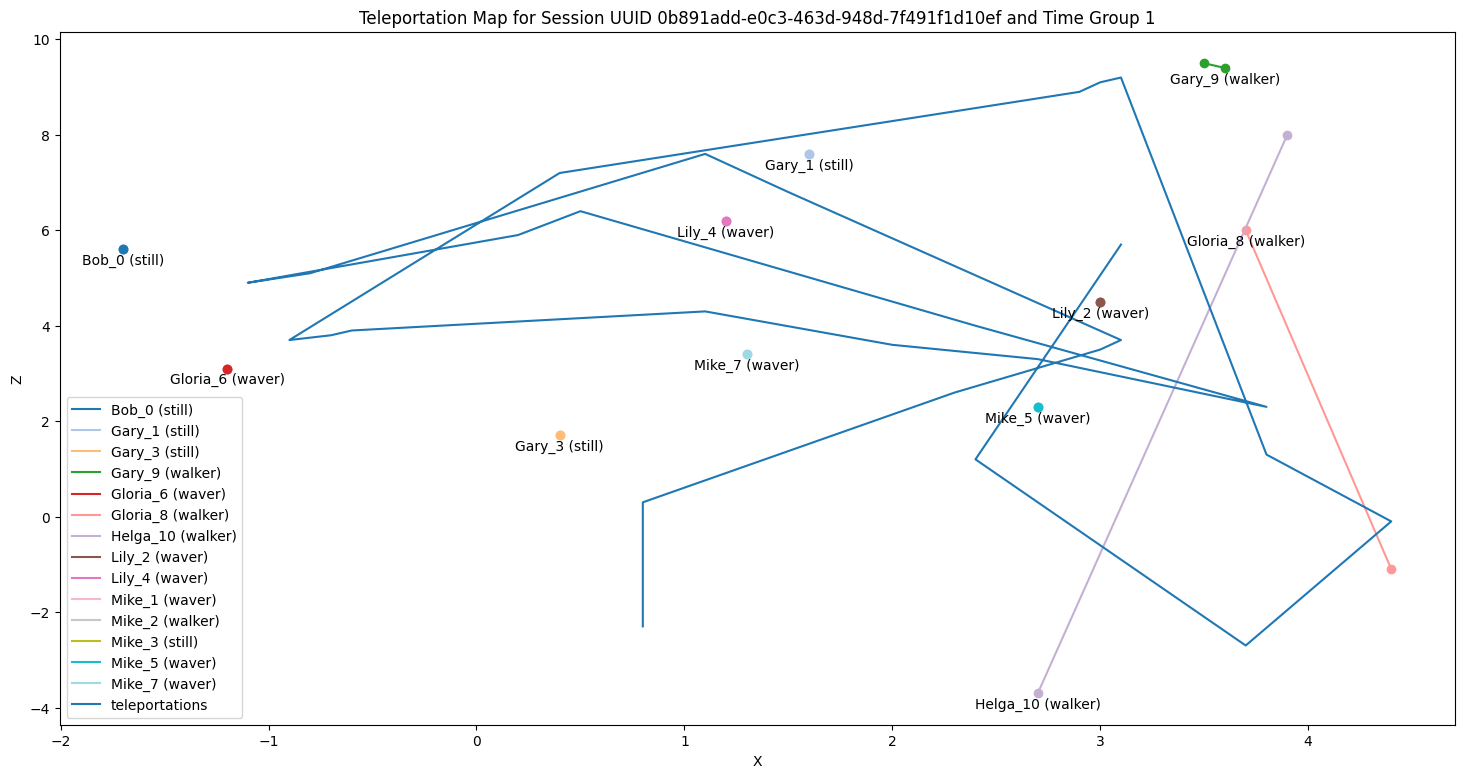 Teleportation Map for Session UUID 0b891add-e0c3-463d-948d-7f491f1d10ef and Time Group 1
10
8
6
4
2
0
−2
−4
Z
Gary_9 (walker)
Gary_1 (still)
Lily_4 (waver)
Gloria_8 (walker)
Bob_0 (still)
Lily_2 (waver)
Mike_7 (waver)
Gloria_6 (waver)
Mike_5 (waver)
Gary_3 (still)
Helga_10 (walker)
Bob_0 (still)
Gary_1 (still)
Gary_3 (still)
Gary_9 (walker)
Gloria_6 (waver)
Gloria_8 (walker)
Helga_10 (walker)
Lily_2 (waver)
Lily_4 (waver)
Mike_1 (waver)
Mike_2 (walker)
Mike_3 (still)
Mike_5 (waver)
Mike_7 (waver)
teleportations
−2
−1
0
1
2
3
4
X